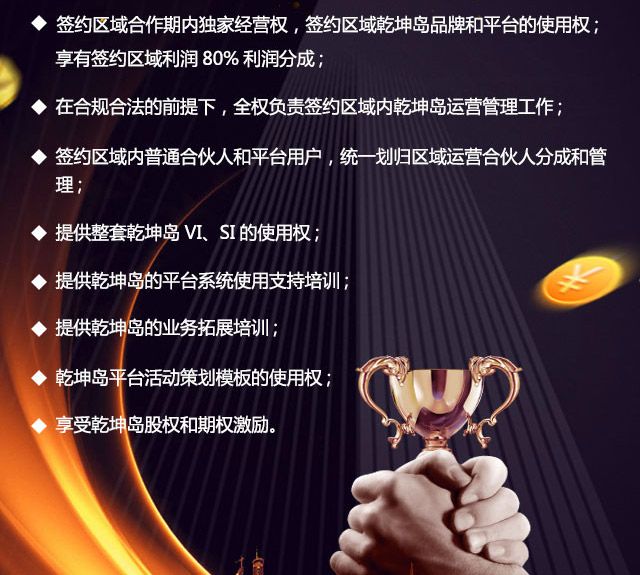 签约区域合作期内独家经营权，签约区域乾坤岛品牌和平台的使用权；
享有签约区域利润 80% 利润分成；
在合规合法的前提下，全权负责签约区域内乾坤岛运营管理工作；
签约区域内普通合伙人和平台用户，统一划归区域运营合伙人分成和管
理；
提供整套乾坤岛 VI、SI 的使用权；
提供乾坤岛的平台系统使用支持培训；
提供乾坤岛的业务拓展培训；
乾坤岛平台活动策划模板的使用权；
享受乾坤岛股权和期权激励。